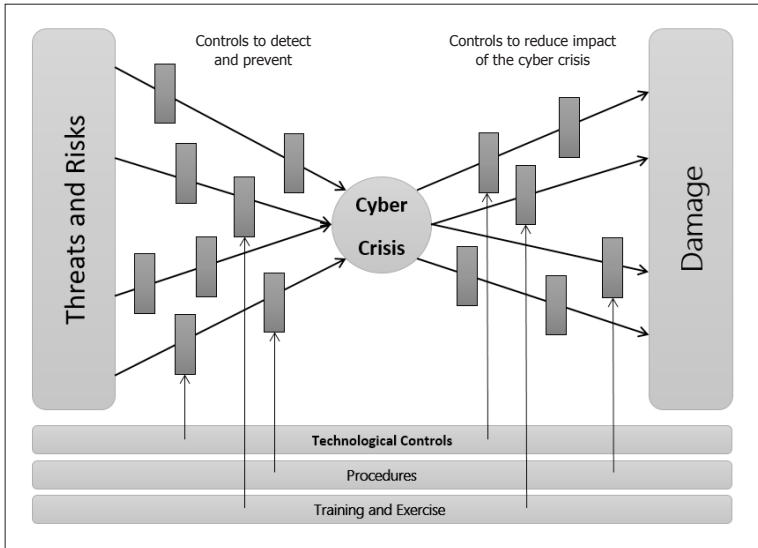 Controls to detect
and prevent
Controls to reduce impact
of the cyber crisis
Threats and Risks
Cyber
Crisis
Damage
Technological Controls
Procedures
Training and Exercise